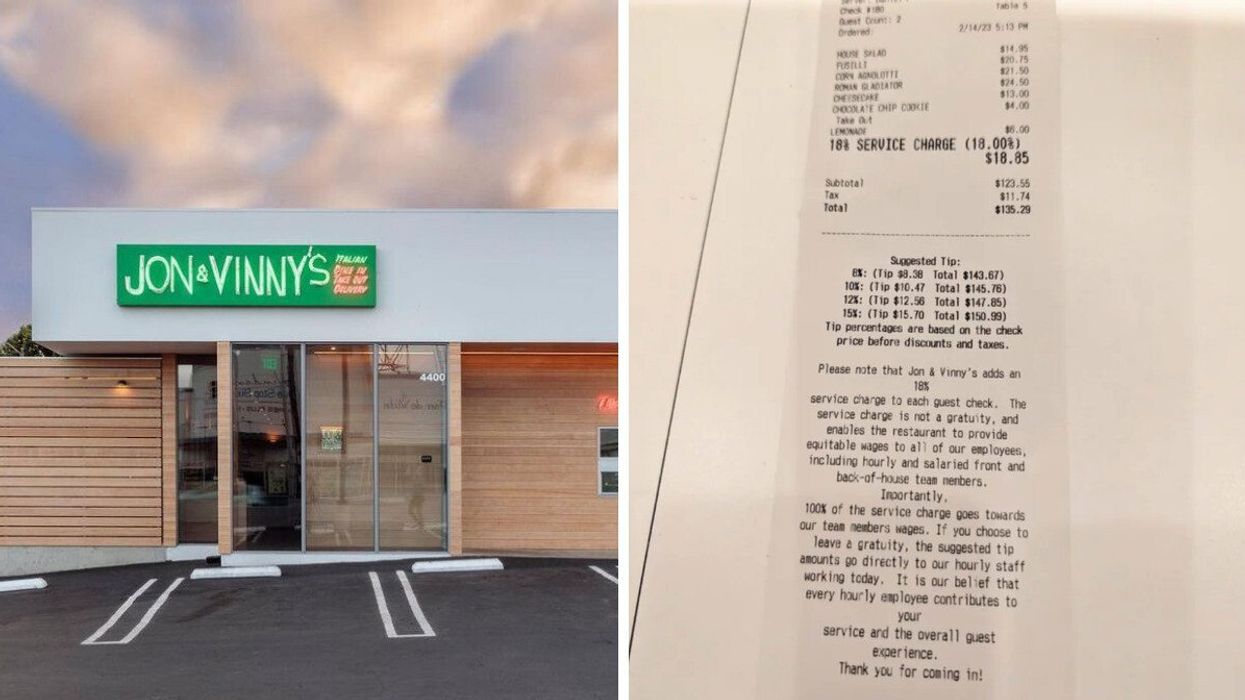 JON & VINNY'S
ITALIAN
DINE IN
TAKE OUT
DELIVERY
4400
Check #180
Table 5
Guest Count: 2
Ordered:
2/14/23 5:13 PM
HOUSE SALAD $14.95
FUSILLI $20.75
CORN AGNOLOTTI $21.50
ROMAN GLADIATOR $24.50
CHEESECAKE $13.00
CHOCOLATE CHIP COOKIE $4.00
Take Out
LEMONADE $6.00
18% SERVICE CHARGE (18.00%)
$18.85
Subtotal $123.55
Tax $11.74
Total $135.29
Suggested Tip:
8%: (Tip $8.38 Total $143.67)
10%: (Tip $10.47 Total $145.76)
12%: (Tip $12.56 Total $147.85)
15%: (Tip $15.70 Total $150.99)
Tip percentages are based on the check
price before discounts and taxes.
Please note that Jon & Vinny's adds an
18%
service charge to each guest check. The
service charge is not a gratuity, and
enables the restaurant to provide
equitable wages to all of our employees,
including hourly and salaried front and
back-of-house team members.
Importantly,
100% of the service charge goes towards
our team members wages. If you choose to
leave a gratuity, the suggested tip
amounts go directly to our hourly staff
working today. It is our belief that
every hourly employee contributes to
your
service and the overall guest
experience.
Thank you for coming in!